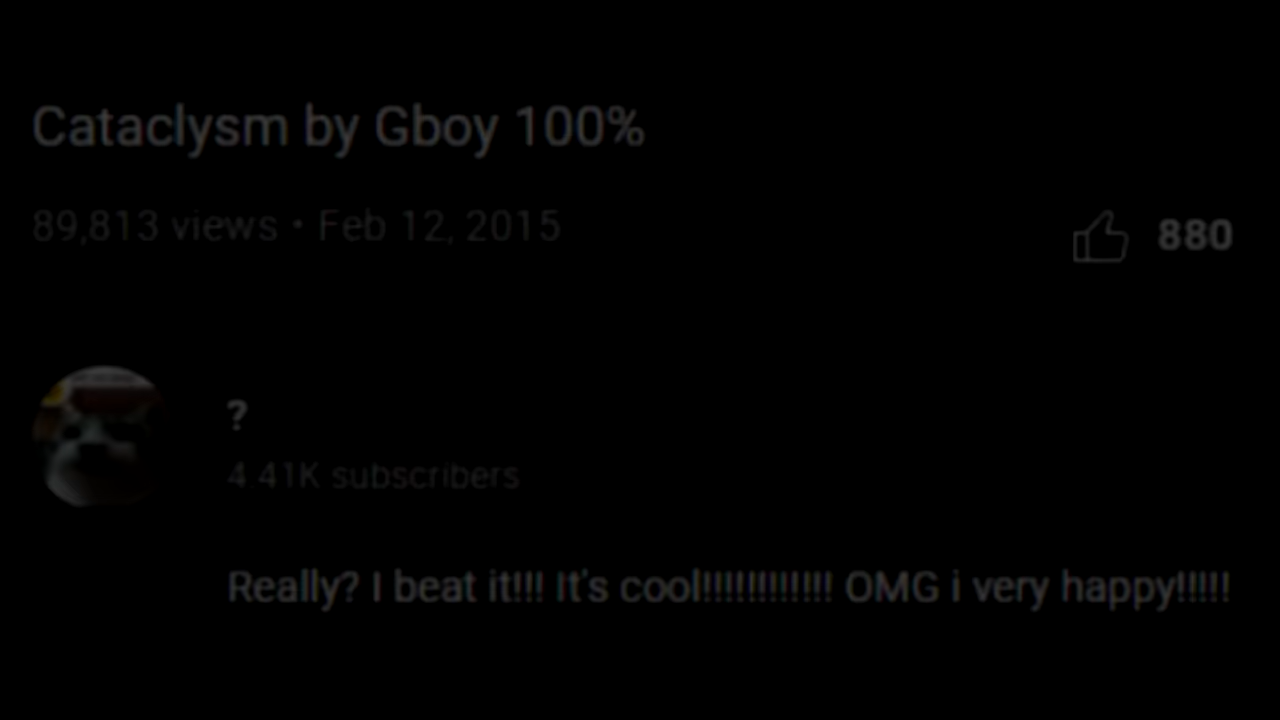 Cataclysm by Gboy 100%
89,813 views • Feb 12, 2015
880
?
4.41K subscribers
Really? I beat it!!! It's cool!!!!!!!!!!!! OMG i very happy!!!!!